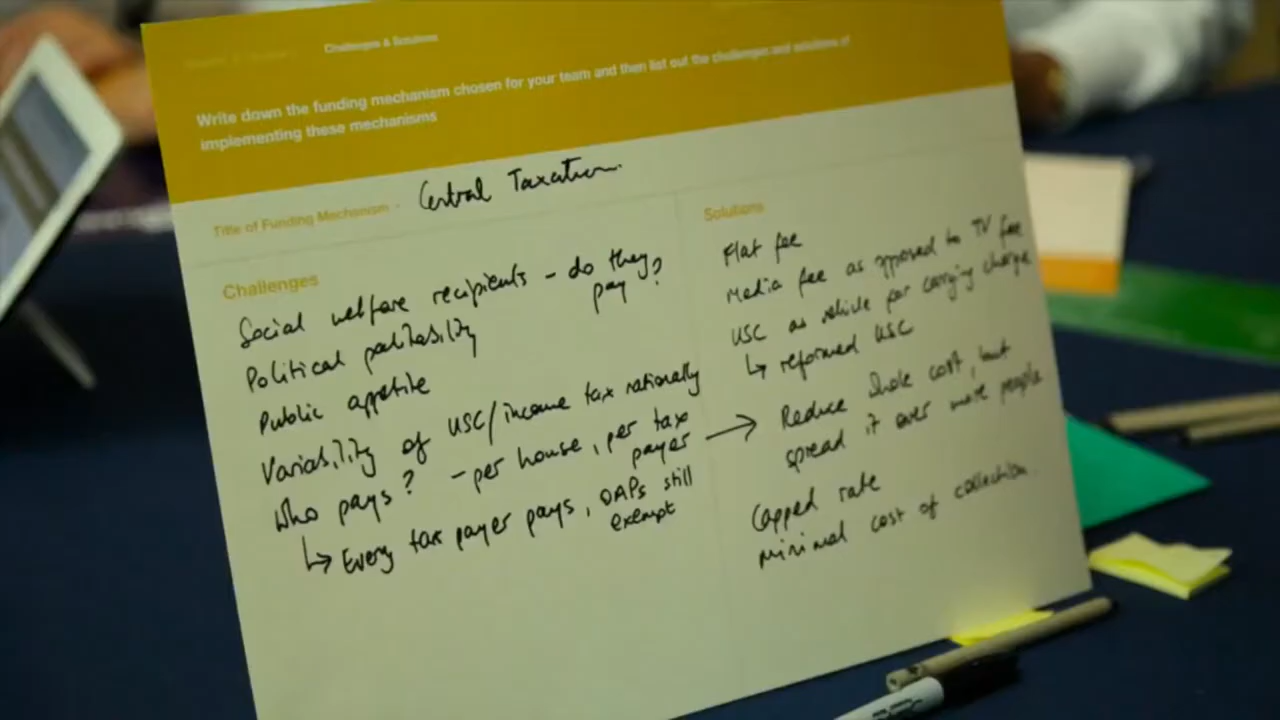 Challenges & Solutions
Write down the funding mechanism chosen for your team and then list out the challenges and solutions of
implementing these mechanisms
Title of Funding Mechanism - Central Taxation.
Challenges
Social welfare recipients - do they
pay?
Political palitability
Public appetite
Variability of USC/income tax rationally
Who pays? - per house, per tax
payer →
↳ Every tax payer pays, OAPs still
exempt
Solutions
Flat fee
Media fee as opposed to TV fee
USC as vehicle for carrying charge
↳ reformed USC
Reduce whole cost, but
spread it over more people
Capped rate
minimal cost of collection.